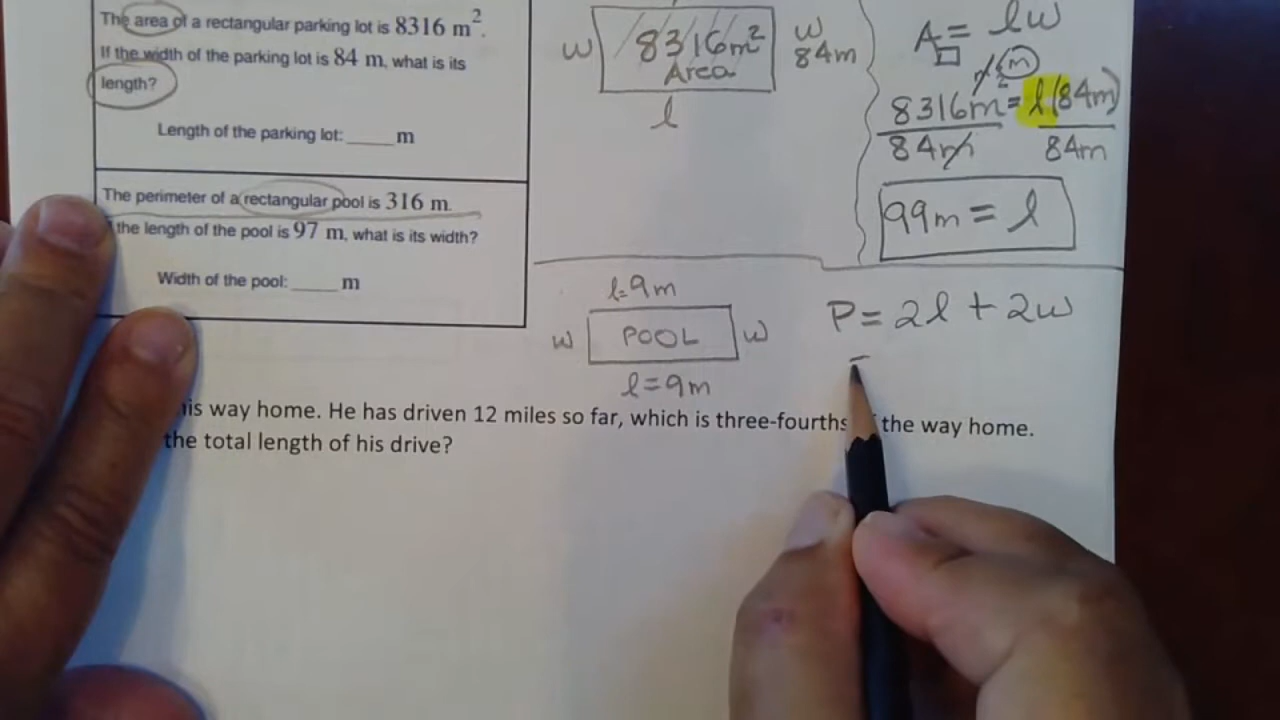 The area of a rectangular parking lot is 8316 m².
If the width of the parking lot is 84 m, what is its
length?
Length of the parking lot: _____ m
The perimeter of a rectangular pool is 316 m.
the length of the pool is 97 m, what is its width?
Width of the pool: _____ m
w 8316m² w
84m
Area
l
A = lw
m
8316m² = l(84m)
84m 84m
99m = l
l=9m
w POOL w
l=9m
P = 2l + 2w
his way home. He has driven 12 miles so far, which is three-fourths the way home.
the total length of his drive?